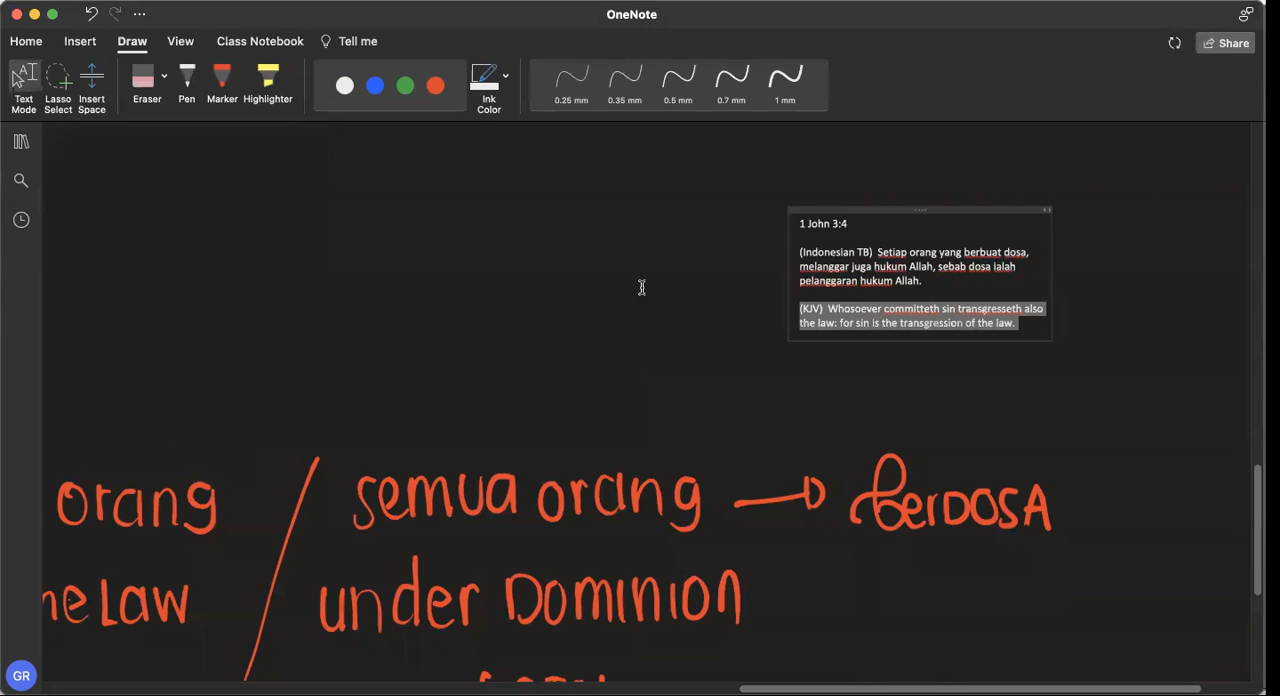 OneNote
Home Insert Draw View Class Notebook Tell me
Share
Text Mode
Lasso Select
Insert Space
Eraser
Pen
Marker
Highlighter
Ink Color
0.25 mm
0.35 mm
0.5 mm
0.7 mm
1 mm
1 John 3:4
(Indonesian TB) Setiap orang yang berbuat dosa,
melanggar juga hukum Allah, sebab dosa ialah
pelanggaran hukum Allah.
(KJV) Whosoever committeth sin transgresseth also
the law: for sin is the transgression of the law.
orang / semua orang → berDOSA
Law under DOMINION
GR